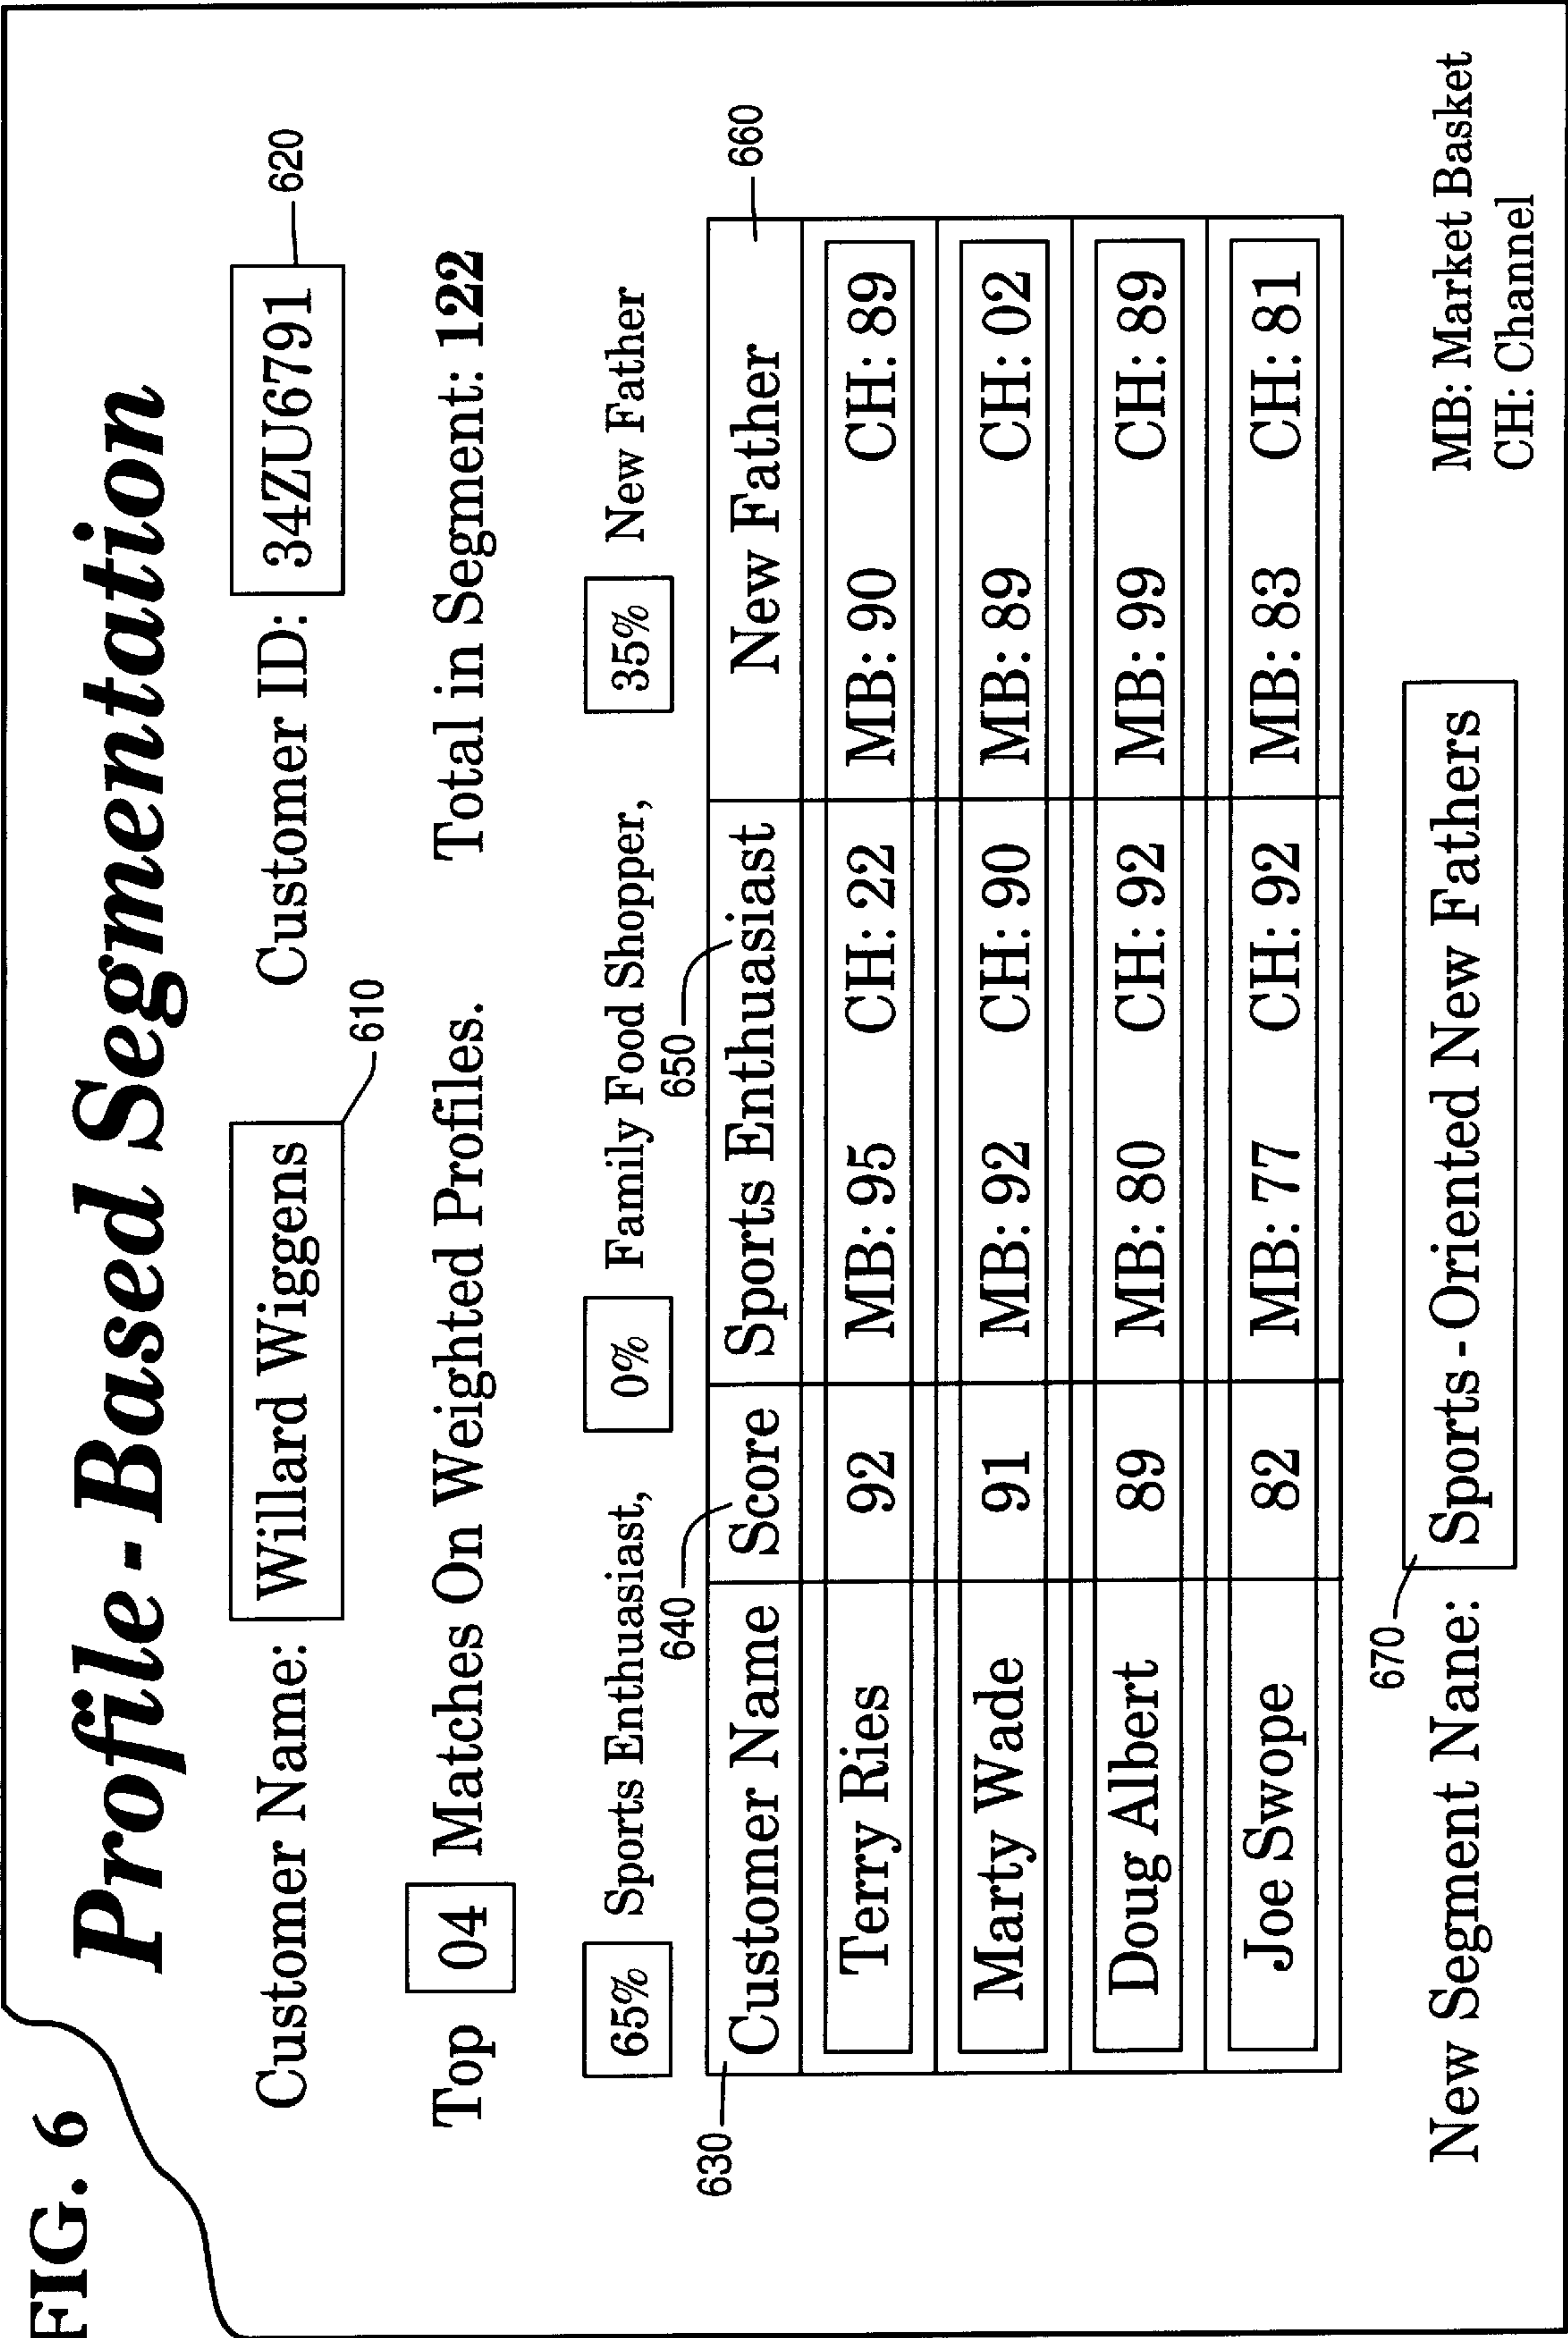 FIG. 6
Profile - Based Segmentation
Customer Name: Willard Wiggens Customer ID: 34ZU6791
610 620
Top 04 Matches On Weighted Profiles. Total in Segment: 122
65% Sports Enthusiast, 0% Family Food Shopper, 35% New Father
630 640 650 660
Customer Name Score Sports Enthusiast New Father
Terry Ries 92 MB: 95 CH: 22 MB: 90 CH: 89
Marty Wade 91 MB: 92 CH: 90 MB: 89 CH: 02
Doug Albert 89 MB: 80 CH: 92 MB: 99 CH: 89
Joe Swope 82 MB: 77 CH: 92 MB: 83 CH: 81
670
New Segment Name: Sports - Oriented New Fathers
MB: Market Basket
CH: Channel